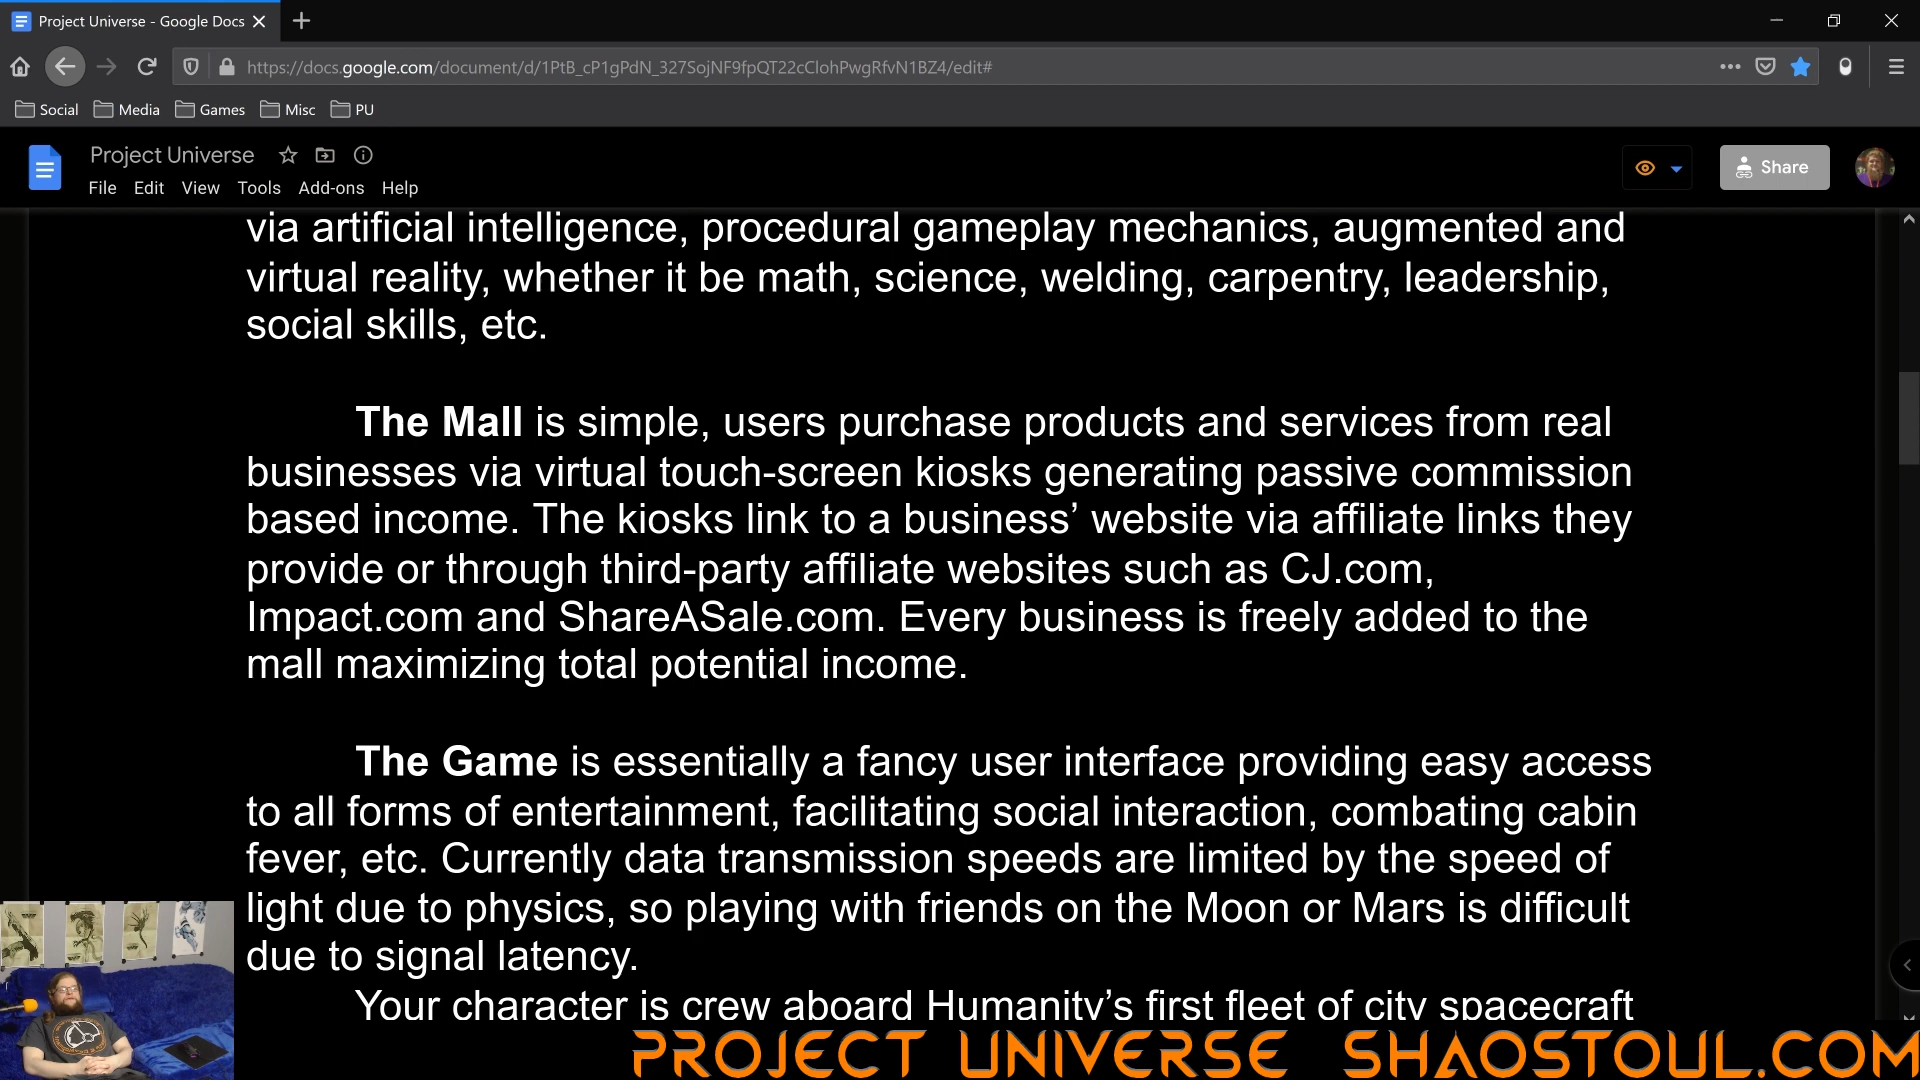 Project Universe - Google Docs
https://docs.google.com/document/d/1PtB_cP1gPdN_327SojNF9fpQT22cClohPwgRfvN1BZ4/edit#
Social Media Games Misc PU
Project Universe
Share
File Edit View Tools Add-ons Help
via artificial intelligence, procedural gameplay mechanics, augmented and
virtual reality, whether it be math, science, welding, carpentry, leadership,
social skills, etc.
The Mall is simple, users purchase products and services from real
businesses via virtual touch-screen kiosks generating passive commission
based income. The kiosks link to a business’ website via affiliate links they
provide or through third-party affiliate websites such as CJ.com,
Impact.com and ShareASale.com. Every business is freely added to the
mall maximizing total potential income.
The Game is essentially a fancy user interface providing easy access
to all forms of entertainment, facilitating social interaction, combating cabin
fever, etc. Currently data transmission speeds are limited by the speed of
light due to physics, so playing with friends on the Moon or Mars is difficult
due to signal latency.
Your character is crew aboard Humanity’s first fleet of city spacecraft
PROJECT UNIVERSE SHAOSTOUL.COM